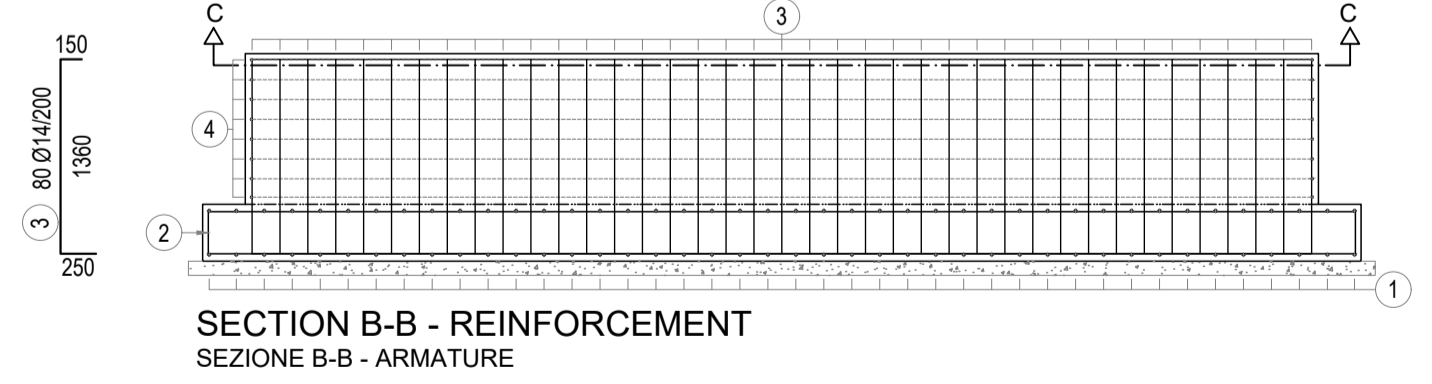 C
3
C
150
80 Ø14/200
1360
4
3
2
250
1
SECTION B-B - REINFORCEMENT
SEZIONE B-B - ARMATURE